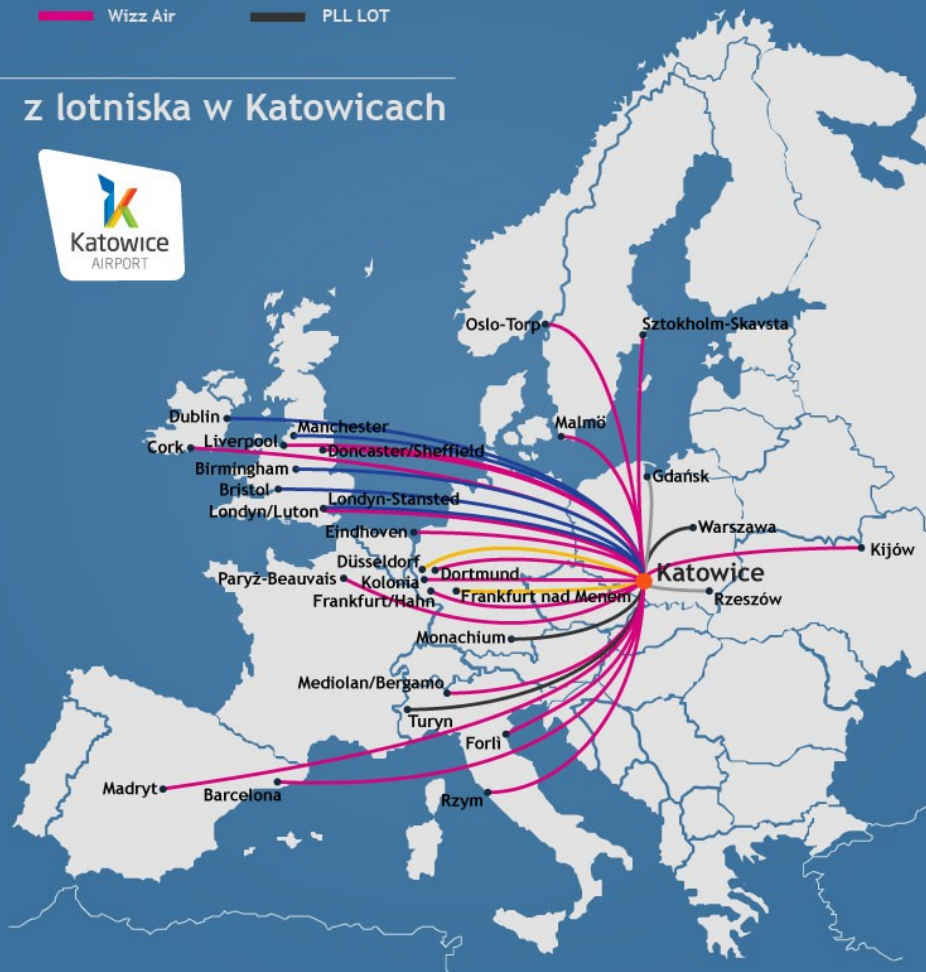 Wizz Air
PLL LOT
z lotniska w Katowicach
Katowice
AIRPORT
Oslo-Torp
Sztokholm-Skavsta
Dublin
Manchester
Malmö
Cork
Liverpool
Doncaster/Sheffield
Birmingham
Gdańsk
Bristol
Londyn-Stansted
Londyn/Luton
Warszawa
Eindhoven
Kijów
Düsseldorf
Paryż-Beauvais
Kolonia
Dortmund
Katowice
Frankfurt/Hahn
Frankfurt nad Menem
Rzeszów
Monachium
Mediolan/Bergamo
Turyn
Forlì
Madryt
Barcelona
Rzym